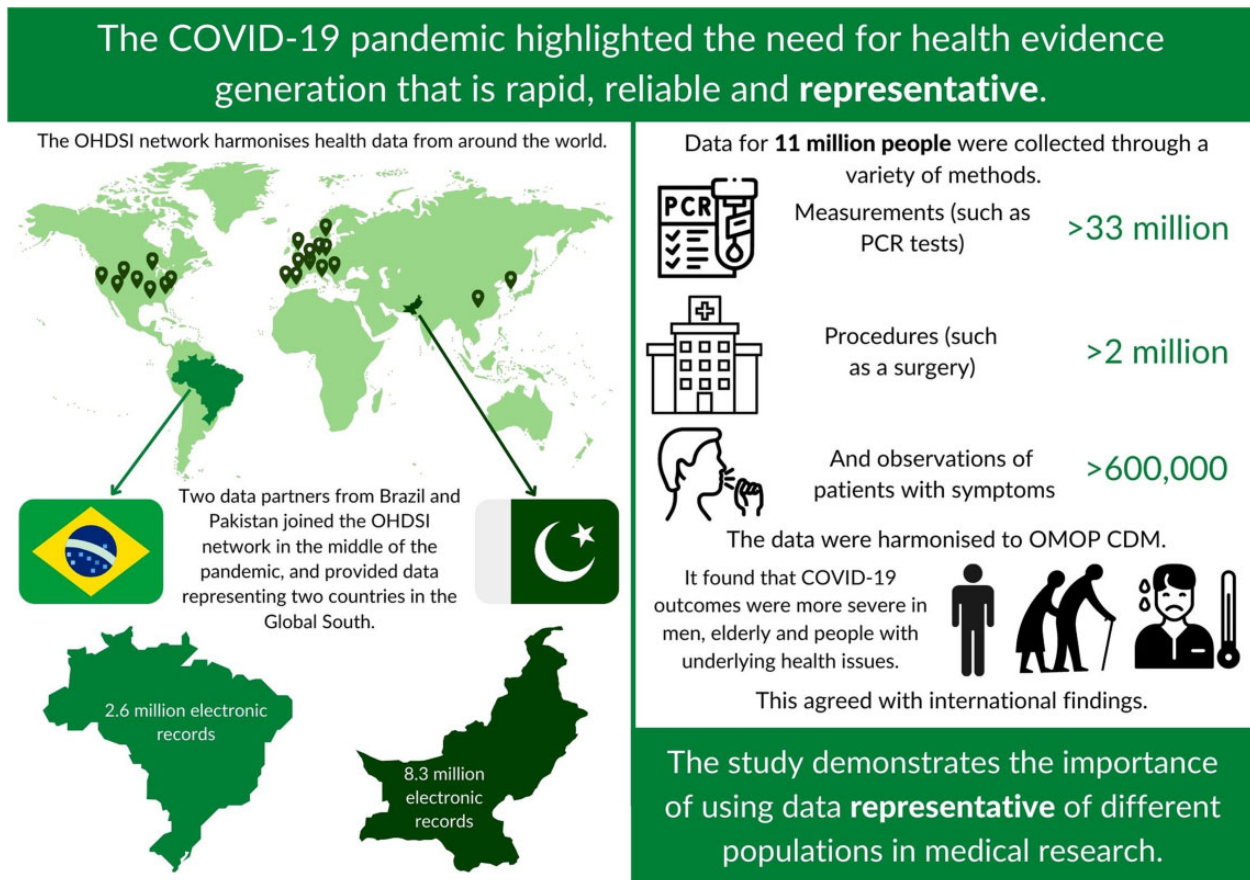 The COVID-19 pandemic highlighted the need for health evidence
generation that is rapid, reliable and representative.
The OHDSI network harmonises health data from around the world.
Two data partners from Brazil and
Pakistan joined the OHDSI
network in the middle of the
pandemic, and provided data
representing two countries in the
Global South.
2.6 million electronic
records
8.3 million
electronic
records
Data for 11 million people were collected through a
variety of methods.
PCR
Measurements (such as
PCR tests)
>33 million
Procedures (such
as a surgery)
>2 million
And observations of
patients with symptoms
>600,000
The data were harmonised to OMOP CDM.
It found that COVID-19
outcomes were more severe in
men, elderly and people with
underlying health issues.
This agreed with international findings.
The study demonstrates the importance
of using data representative of different
populations in medical research.